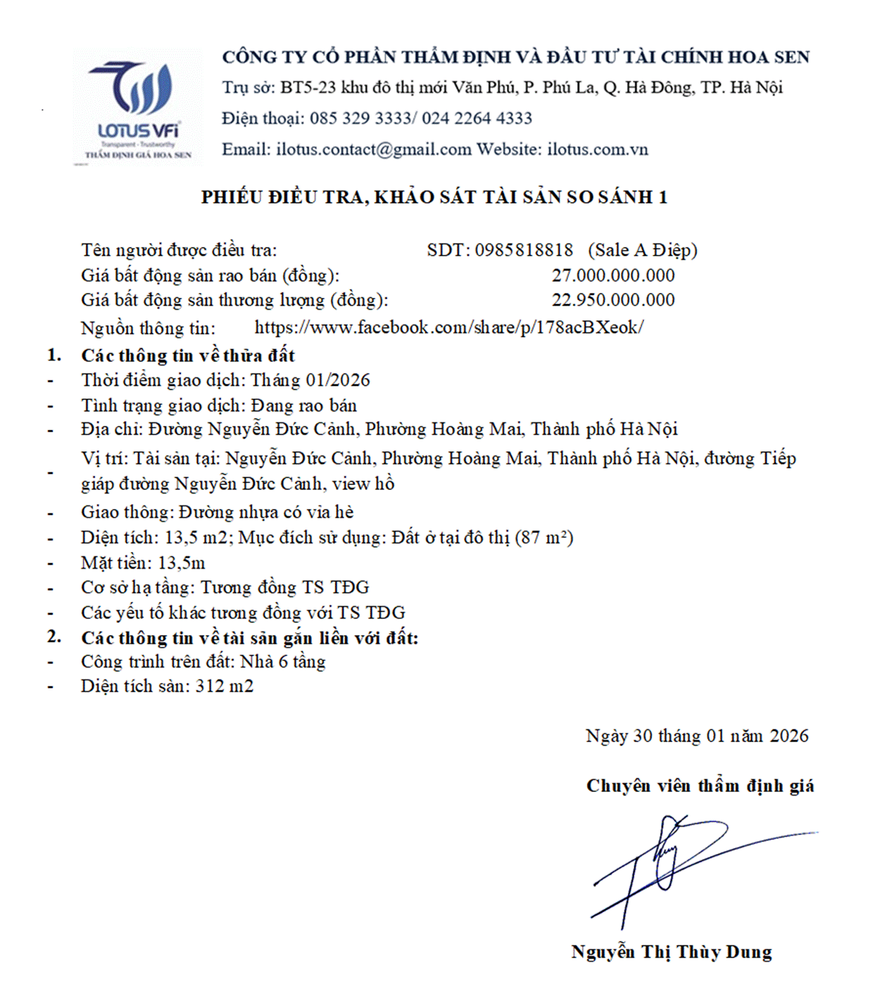 CÔNG TY CỔ PHẦN THẨM ĐỊNH VÀ ĐẦU TƯ TÀI CHÍNH HOA SEN
Trụ sở: BT5-23 khu đô thị mới Văn Phú, P. Phú La, Q. Hà Đông, TP. Hà Nội
Điện thoại: 085 329 3333/ 024 2264 4333
Email: ilotus.contact@gmail.com Website: ilotus.com.vn
LOTUS VFi
Transparent - Trustworthy
THẨM ĐỊNH GIÁ HOA SEN
PHIẾU ĐIỀU TRA, KHẢO SÁT TÀI SẢN SO SÁNH 1
Tên người được điều tra: SDT: 0985818818 (Sale A Điệp)
Giá bất động sản rao bán (đồng): 27.000.000.000
Giá bất động sản thương lượng (đồng): 22.950.000.000
Nguồn thông tin: https://www.facebook.com/share/p/178acBXeok/
1. Các thông tin về thửa đất
- Thời điểm giao dịch: Tháng 01/2026
- Tình trạng giao dịch: Đang rao bán
- Địa chỉ: Đường Nguyễn Đức Cảnh, Phường Hoàng Mai, Thành phố Hà Nội
- Vị trí: Tài sản tại: Nguyễn Đức Cảnh, Phường Hoàng Mai, Thành phố Hà Nội, đường Tiếp
giáp đường Nguyễn Đức Cảnh, view hồ
- Giao thông: Đường nhựa có vỉa hè
- Diện tích: 13,5 m2; Mục đích sử dụng: Đất ở tại đô thị (87 m²)
- Mặt tiền: 13,5m
- Cơ sở hạ tầng: Tương đồng TS TĐG
- Các yếu tố khác tương đồng với TS TĐG
2. Các thông tin về tài sản gắn liền với đất:
- Công trình trên đất: Nhà 6 tầng
- Diện tích sàn: 312 m2
Ngày 30 tháng 01 năm 2026
Chuyên viên thẩm định giá
Nguyễn Thị Thùy Dung